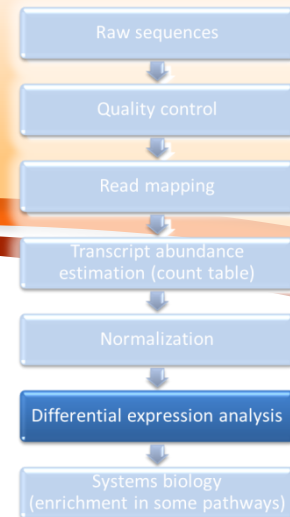 Raw sequences
Quality control
Read mapping
Transcript abundance
estimation (count table)
Normalization
Differential expression analysis
Systems biology
(enrichment in some pathways)